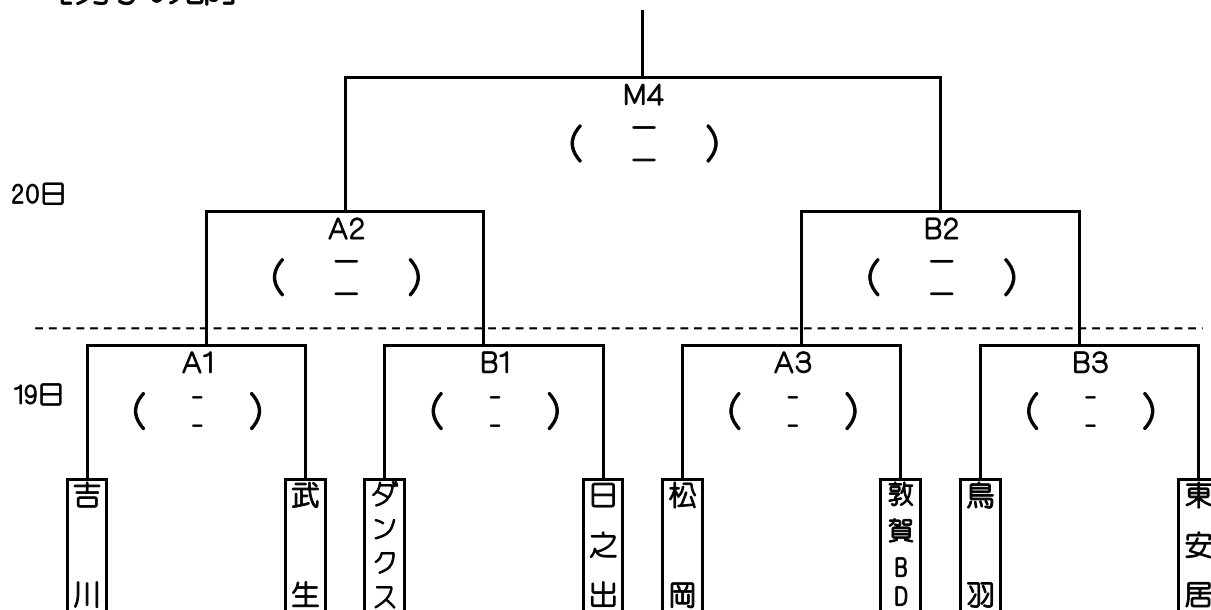 M4
( — — )
20日
A2 B2
( — — ) ( — — )
A1 B1 A3 B3
19日
( - - ) ( - - ) ( - - ) ( - - )
吉川
武生
ダンクス
日之出
松岡
敦賀BD
鳥羽
東安居